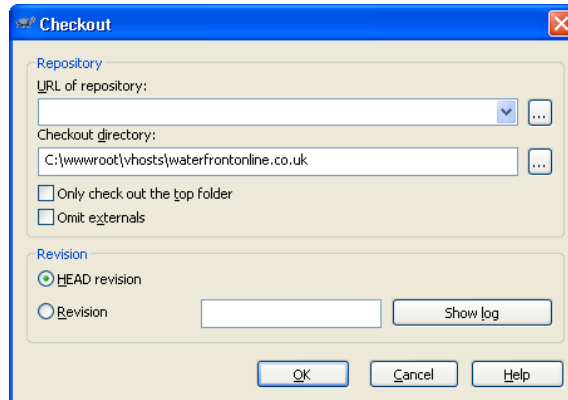 Checkout
Repository
URL of repository:
...
Checkout directory:
C:\wwwroot\vhosts\waterfrontonline.co.uk
...
Only check out the top folder
Omit externals
Revision
HEAD revision
Revision
Show log
OK Cancel Help